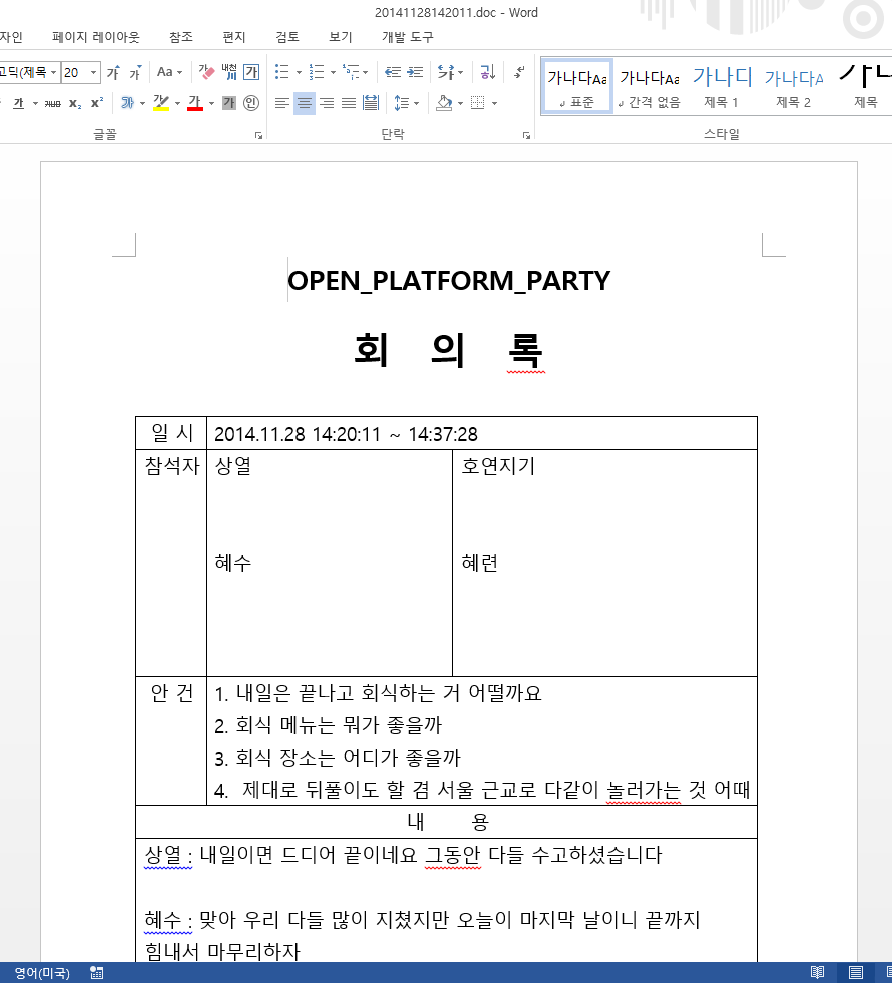 20141128142011.doc - Word
자인 페이지 레이아웃 참조 편지 검토 보기 개발 도구
고딕(제목 20 가 가 Aa 내천 川 가
가나다Aa 가나다Aa 가나디 가나다A
가 가 x₂ x² 가 가 가 가
표준 간격 없음 제목 1 제목 2 제목
글꼴 단락 스타일
OPEN_PLATFORM_PARTY
회 의 록
일 시 2014.11.28 14:20:11 ~ 14:37:28
참석자 상열 호연지기
혜수 혜련
안 건 1. 내일은 끝나고 회식하는 거 어떨까요
2. 회식 메뉴는 뭐가 좋을까
3. 회식 장소는 어디가 좋을까
4. 제대로 뒤풀이도 할 겸 서울 근교로 다같이 놀러가는 것 어때
내 용
상열 : 내일이면 드디어 끝이네요 그동안 다들 수고하셨습니다
혜수 : 맞아 우리 다들 많이 지쳤지만 오늘이 마지막 날이니 끝까지
힘내서 마무리하자
영어(미국)